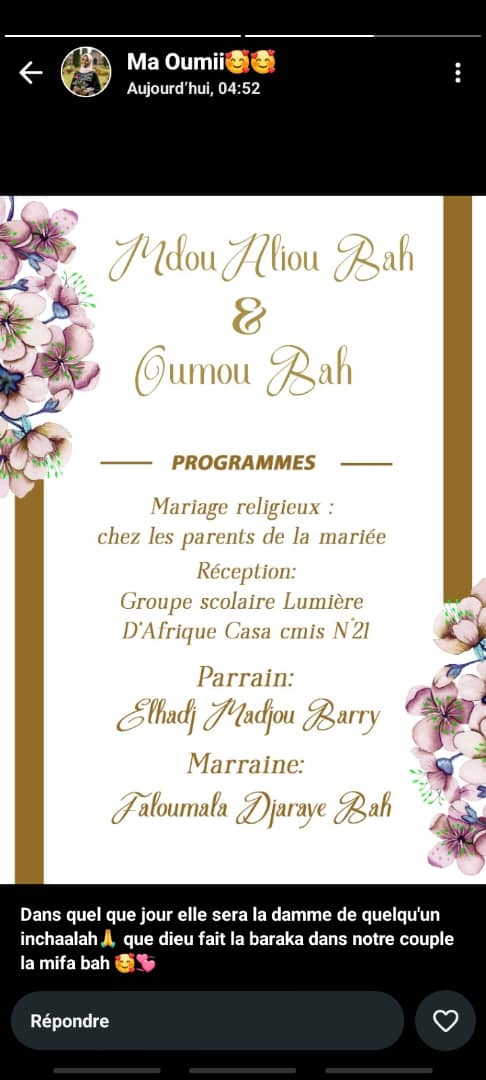 Ma Oumii🥰🥰
Aujourd'hui, 04:52
Mdou Aliou Bah
&
Oumou Bah
PROGRAMMES
Mariage religieux :
chez les parents de la mariée
Réception:
Groupe scolaire Lumière
D'Afrique Casa cmis N°21
Parrain:
Elhadj Madjou Barry
Marraine:
Fatoumata Djaraye Bah
Dans quel que jour elle sera la damme de quelqu'un
inchaalah🙏 que dieu fait la baraka dans notre couple
la mifa bah 🥰💞
Répondre